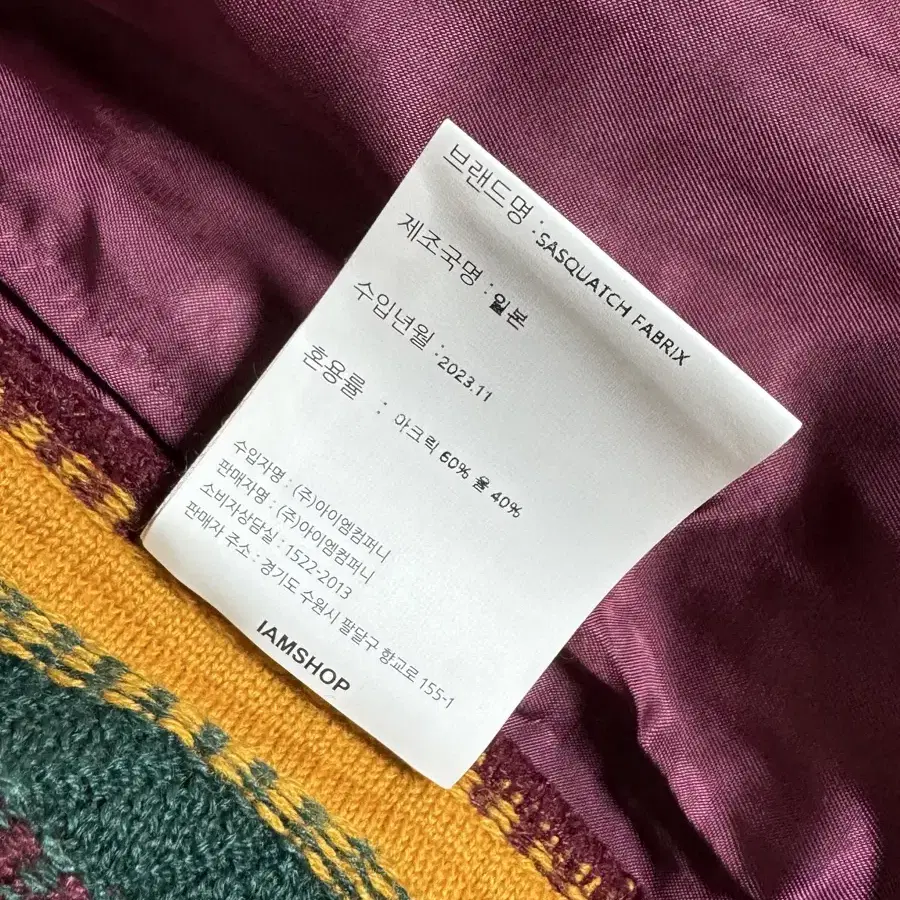 브랜드명 : SASQUATCH FABRIX
제조국명 : 일본
수입년월 : 2023.11
혼용률 : 아크릭 60% 울 40%
수입자명 : (주)아이엠컴퍼니
판매자명 : (주)아이엠컴퍼니
소비자상담실 : 1522-2013
판매자 주소 : 경기도 수원시 팔달구 향교로 155-1
IAMSHOP